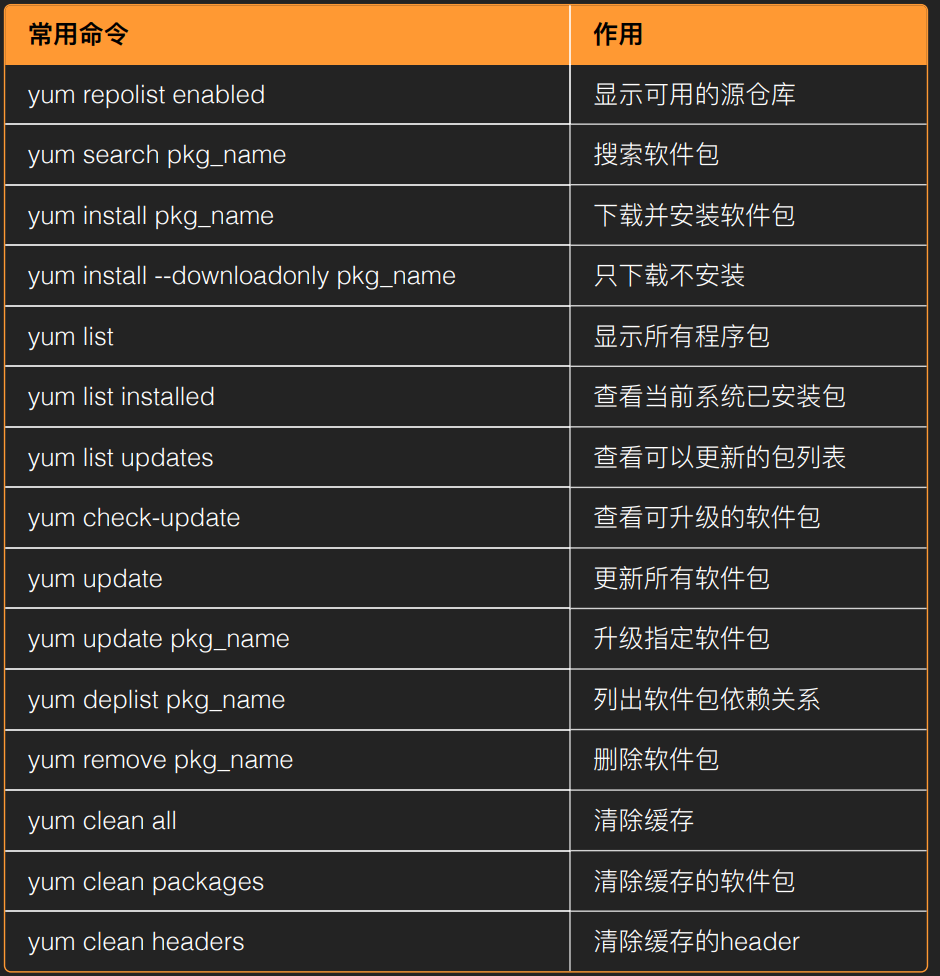 常用命令 作用
yum repolist enabled 显示可用的源仓库
yum search pkg_name 搜索软件包
yum install pkg_name 下载并安装软件包
yum install --downloadonly pkg_name 只下载不安装
yum list 显示所有程序包
yum list installed 查看当前系统已安装包
yum list updates 查看可以更新的包列表
yum check-update 查看可升级的软件包
yum update 更新所有软件包
yum update pkg_name 升级指定软件包
yum deplist pkg_name 列出软件包依赖关系
yum remove pkg_name 删除软件包
yum clean all 清除缓存
yum clean packages 清除缓存的软件包
yum clean headers 清除缓存的header